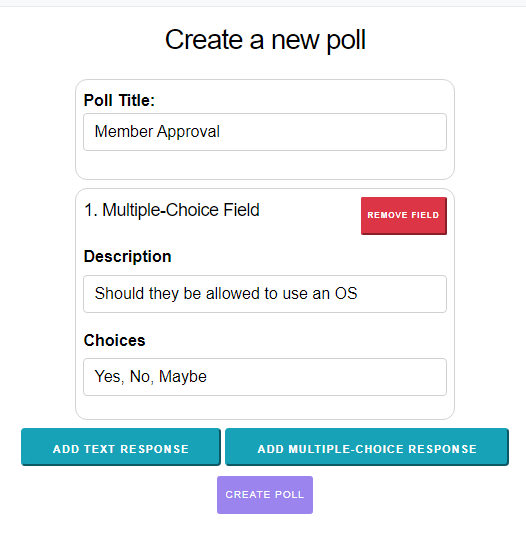 Create a new poll
Poll Title:
Member Approval
1. Multiple-Choice Field
REMOVE FIELD
Description
Should they be allowed to use an OS
Choices
Yes, No, Maybe
ADD TEXT RESPONSE
ADD MULTIPLE-CHOICE RESPONSE
CREATE POLL